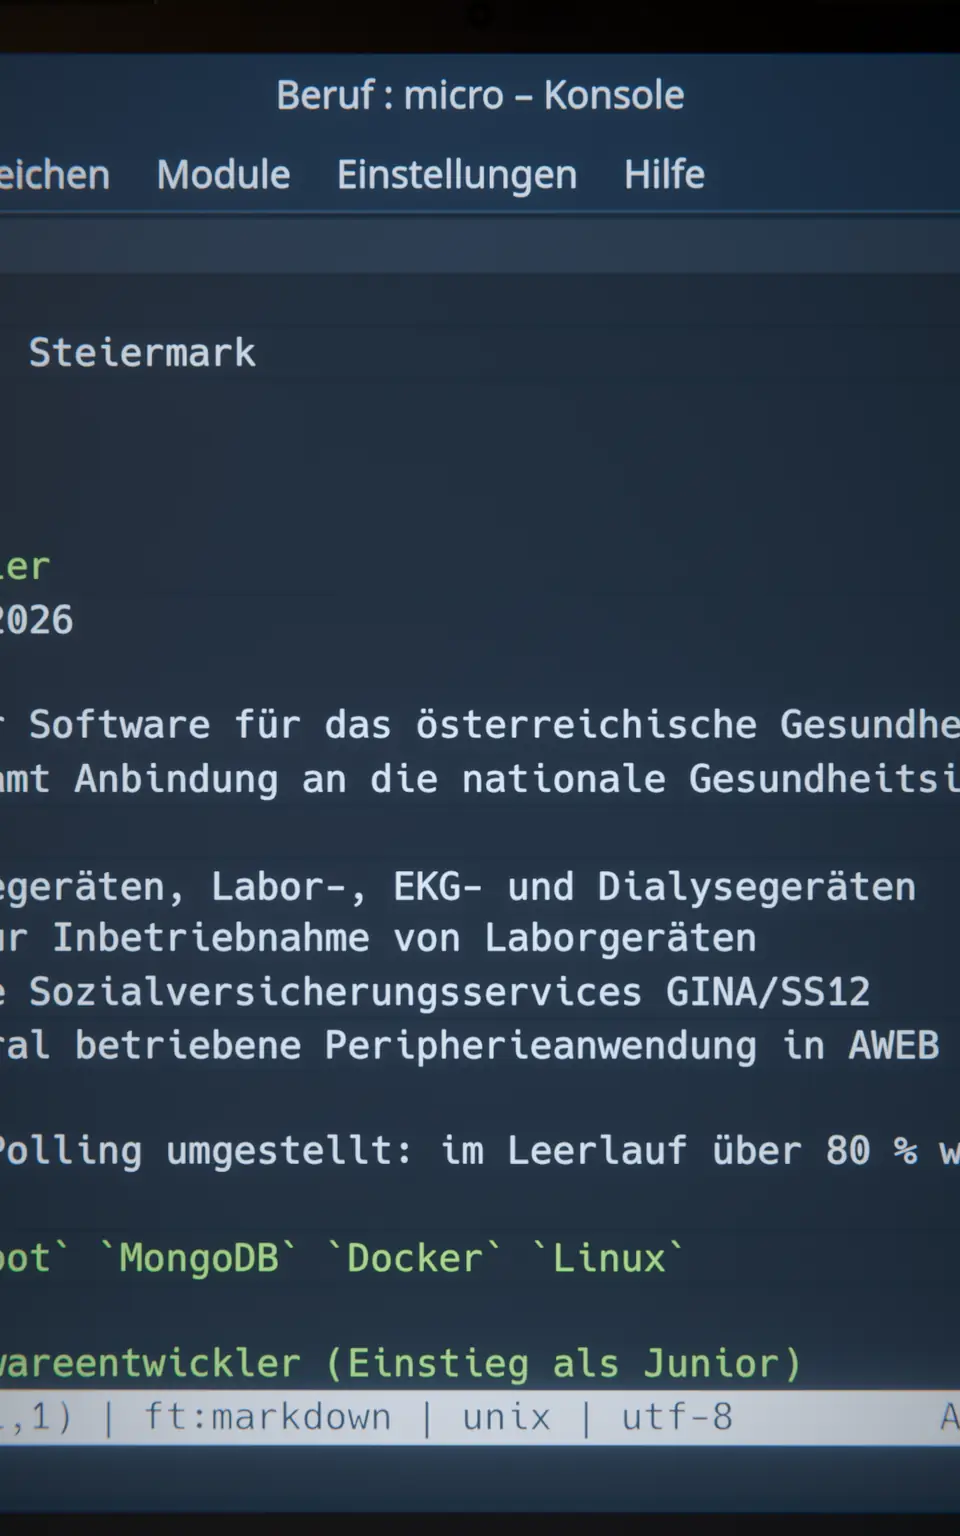 Beruf : micro – Konsole
eichen Module Einstellungen Hilfe
Steiermark
ler
2026
r Software für das österreichische Gesundhe
amt Anbindung an die nationale Gesundheitsi
egeräten, Labor-, EKG- und Dialysegeräten
ur Inbetriebnahme von Laborgeräten
e Sozialversicherungsservices GINA/SS12
ral betriebene Peripherieanwendung in AWEB
Polling umgestellt: im Leerlauf über 80 % w
oot` `MongoDB` `Docker` `Linux`
wareentwickler (Einstieg als Junior)
,1) | ft:markdown | unix | utf-8 A